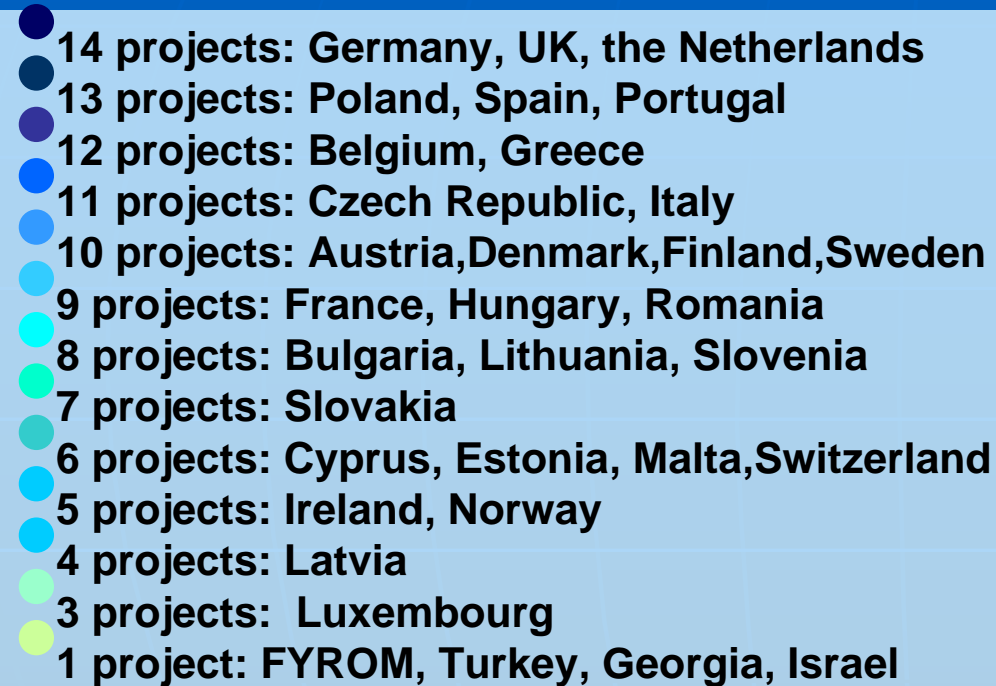 14 projects: Germany, UK, the Netherlands
13 projects: Poland, Spain, Portugal
12 projects: Belgium, Greece
11 projects: Czech Republic, Italy
10 projects: Austria,Denmark,Finland,Sweden
9 projects: France, Hungary, Romania
8 projects: Bulgaria, Lithuania, Slovenia
7 projects: Slovakia
6 projects: Cyprus, Estonia, Malta,Switzerland
5 projects: Ireland, Norway
4 projects: Latvia
3 projects:  Luxembourg
1 project: FYROM, Turkey, Georgia, Israel